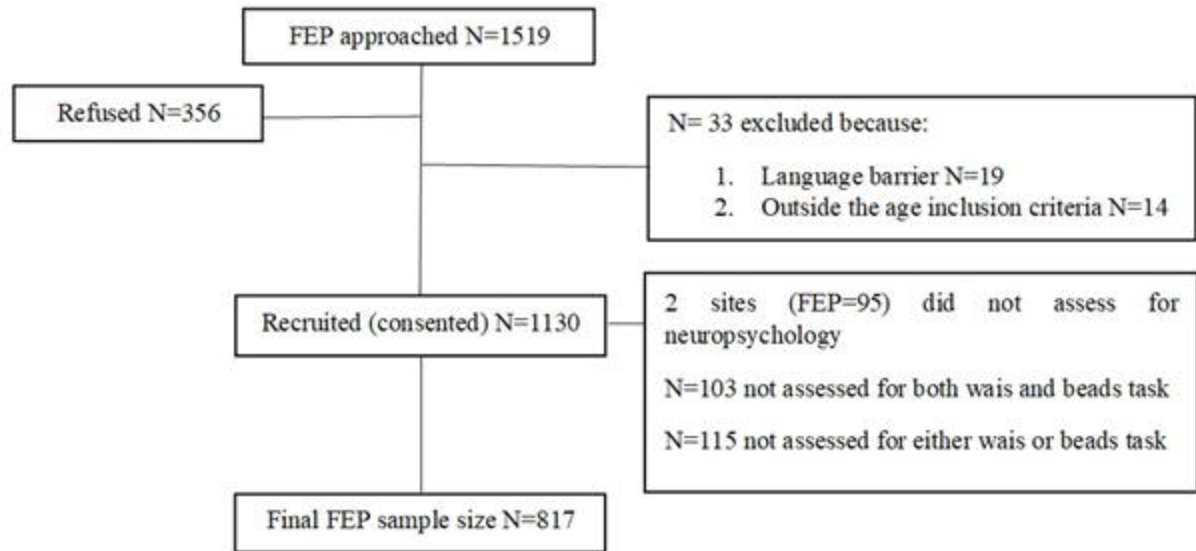 FEP approached N=1519
Refused N=356
N= 33 excluded because:
1. Language barrier N=19
2. Outside the age inclusion criteria N=14
Recruited (consented) N=1130
2 sites (FEP=95) did not assess for
neuropsychology
N=103 not assessed for both wais and beads task
N=115 not assessed for either wais or beads task
Final FEP sample size N=817